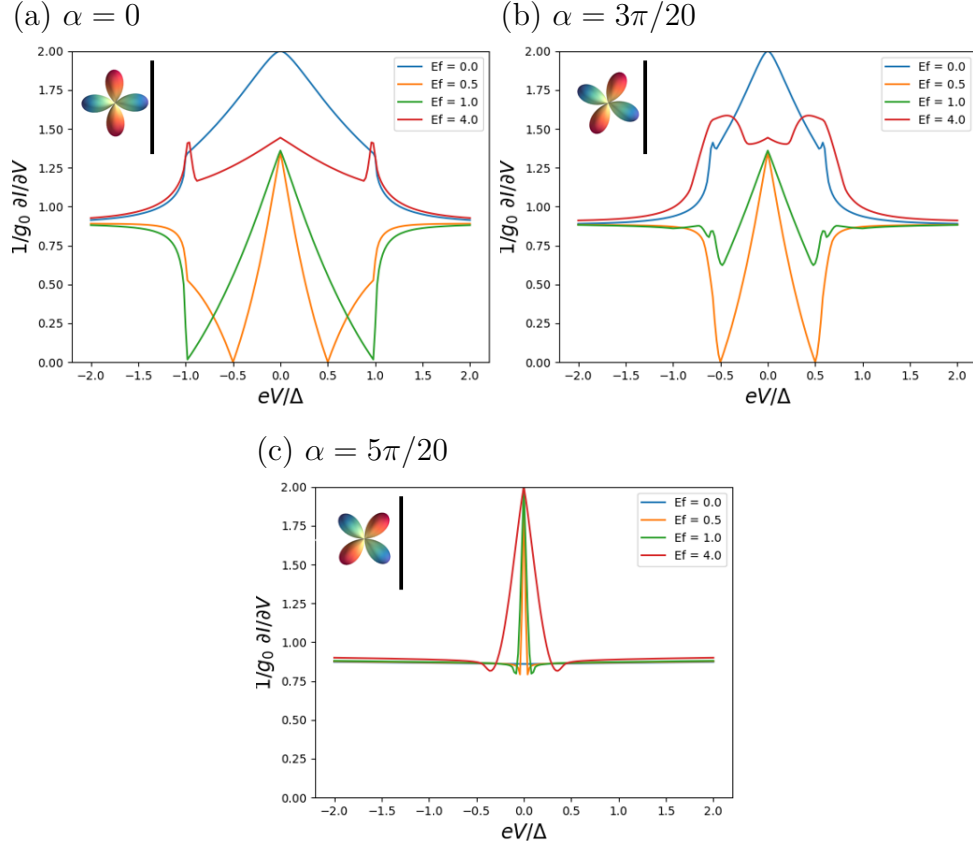 (a) α = 0
2.00
1.75
1.50
1.25
1.00
0.75
0.50
0.25
0.00
1/g₀ ∂I/∂V
Ef = 0.0
Ef = 0.5
Ef = 1.0
Ef = 4.0
−2.0 −1.5 −1.0 −0.5 0.0 0.5 1.0 1.5 2.0
eV/Δ
(b) α = 3π/20
2.00
1.75
1.50
1.25
1.00
0.75
0.50
0.25
0.00
1/g₀ ∂I/∂V
Ef = 0.0
Ef = 0.5
Ef = 1.0
Ef = 4.0
−2.0 −1.5 −1.0 −0.5 0.0 0.5 1.0 1.5 2.0
eV/Δ
(c) α = 5π/20
2.00
1.75
1.50
1.25
1.00
0.75
0.50
0.25
0.00
1/g₀ ∂I/∂V
Ef = 0.0
Ef = 0.5
Ef = 1.0
Ef = 4.0
−2.0 −1.5 −1.0 −0.5 0.0 0.5 1.0 1.5 2.0
eV/Δ